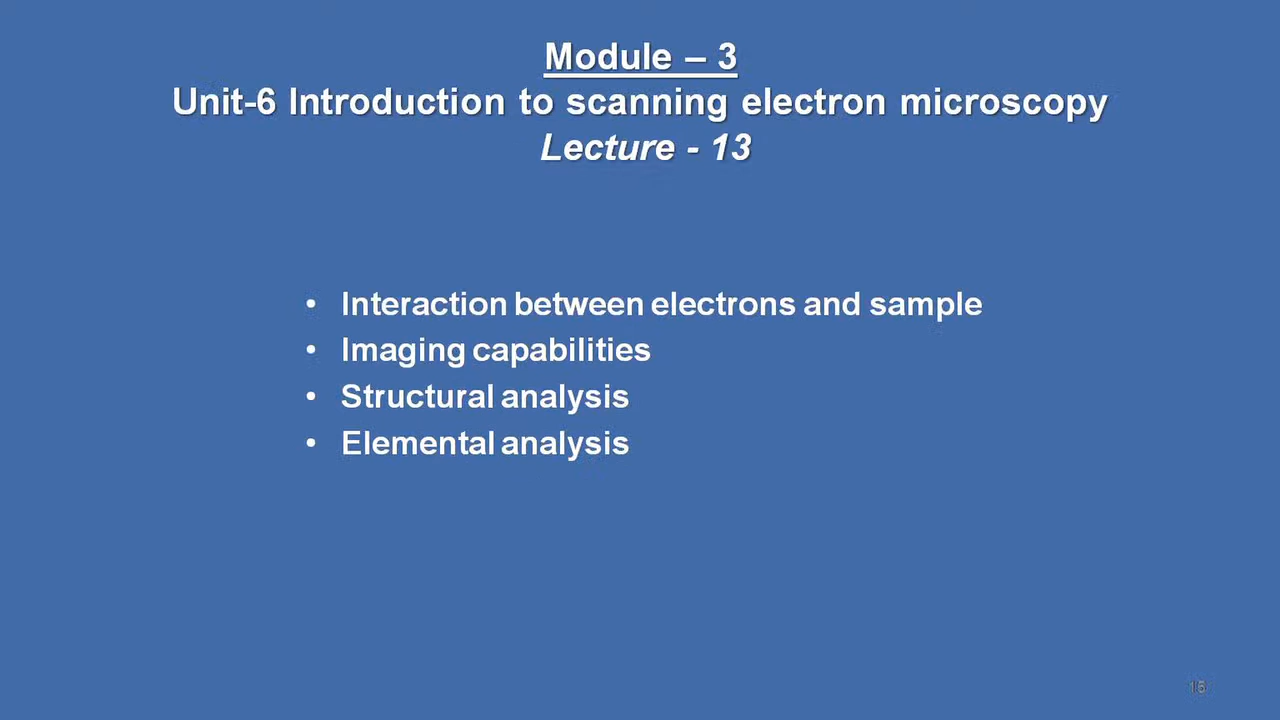 Module – 3
Unit-6 Introduction to scanning electron microscopy
Lecture - 13
• Interaction between electrons and sample
• Imaging capabilities
• Structural analysis
• Elemental analysis
15